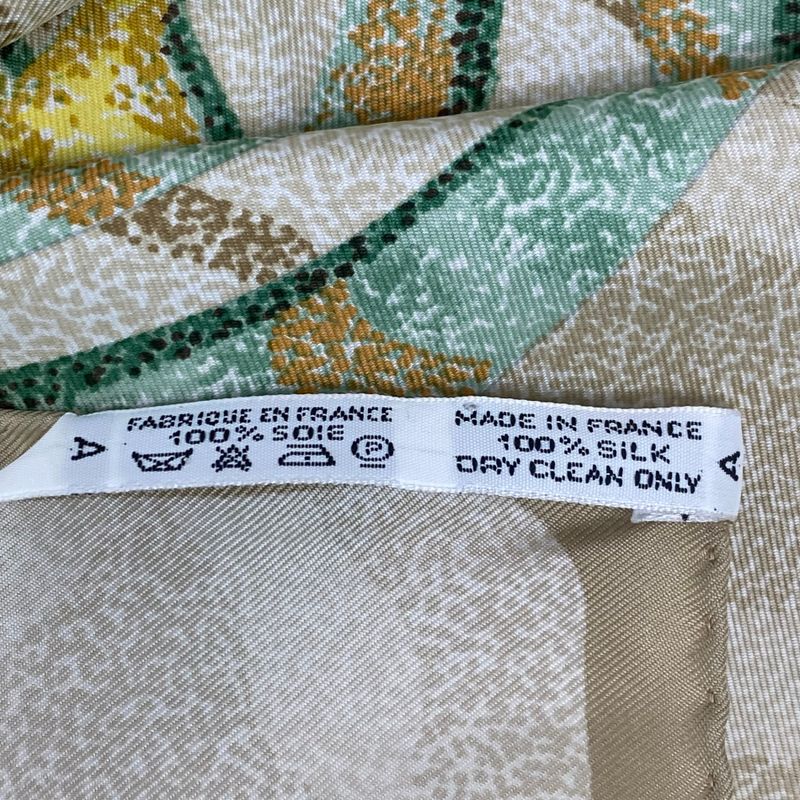 A
FABRIQUE EN FRANCE
100% SOIE
P
MADE IN FRANCE
100% SILK
DRY CLEAN ONLY
A